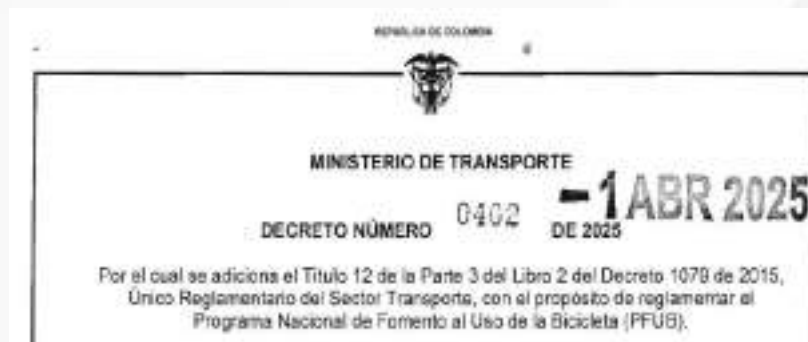 REPÚBLICA DE COLOMBIA
MINISTERIO DE TRANSPORTE
DECRETO NÚMERO 0402 DE 2025
-1 ABR 2025
Por el cual se adiciona el Título 12 de la Parte 3 del Libro 2 del Decreto 1079 de 2015,
Único Reglamentario del Sector Transporte, con el propósito de reglamentar el
Programa Nacional de Fomento al Uso de la Bicicleta (PFUB).